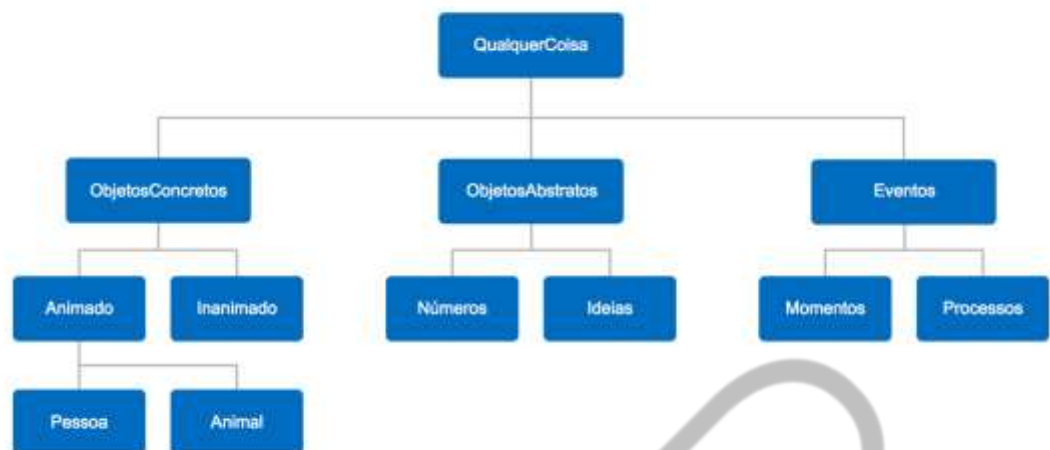 QualquerCoisa
ObjetosConcretos
ObjetosAbstratos
Eventos
Animado
Inanimado
Números
Ideias
Momentos
Processos
Pessoa
Animal